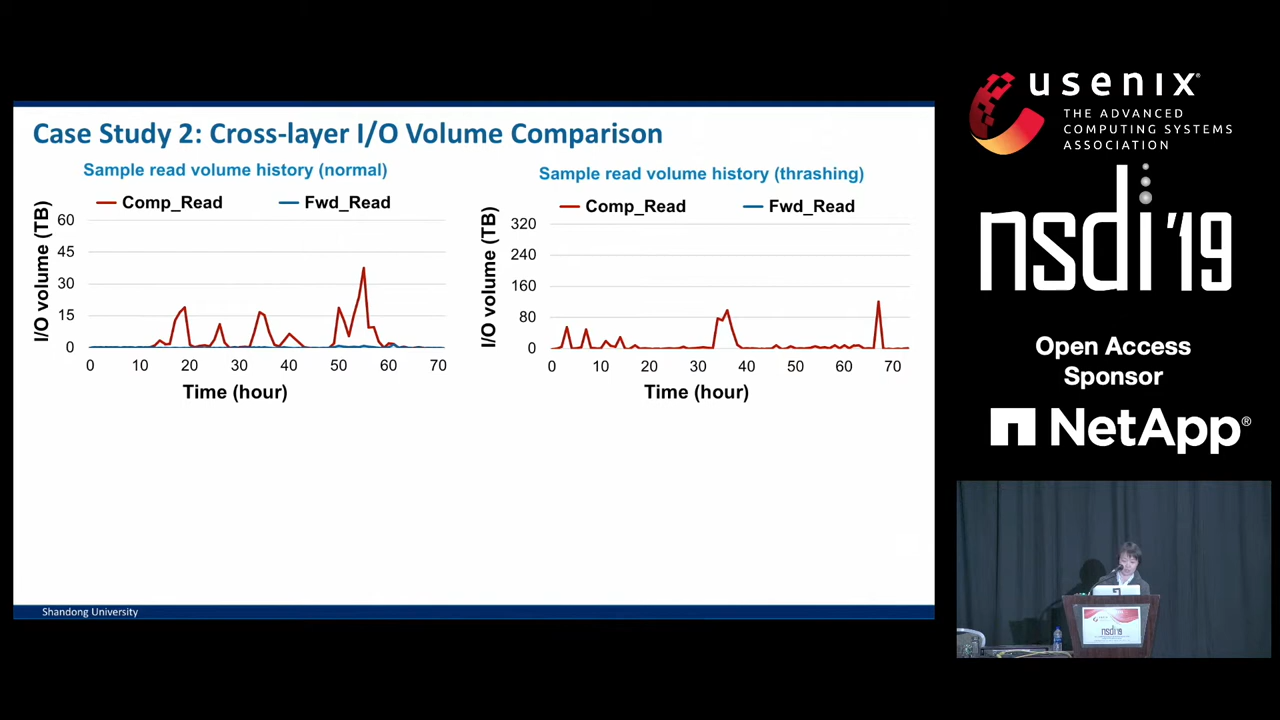 Case Study 2: Cross-layer I/O Volume Comparison
Sample read volume history (normal)
Comp_Read
Fwd_Read
I/O volume (TB)
60
45
30
15
0
0 10 20 30 40 50 60 70
Time (hour)
Sample read volume history (thrashing)
Comp_Read
Fwd_Read
I/O volume (TB)
320
240
160
80
0
0 10 20 30 40 50 60 70
Time (hour)
Shandong University
usenix®
THE ADVANCED
COMPUTING SYSTEMS
ASSOCIATION
nsdi '19
Open Access
Sponsor
NetApp®
nsdi'19